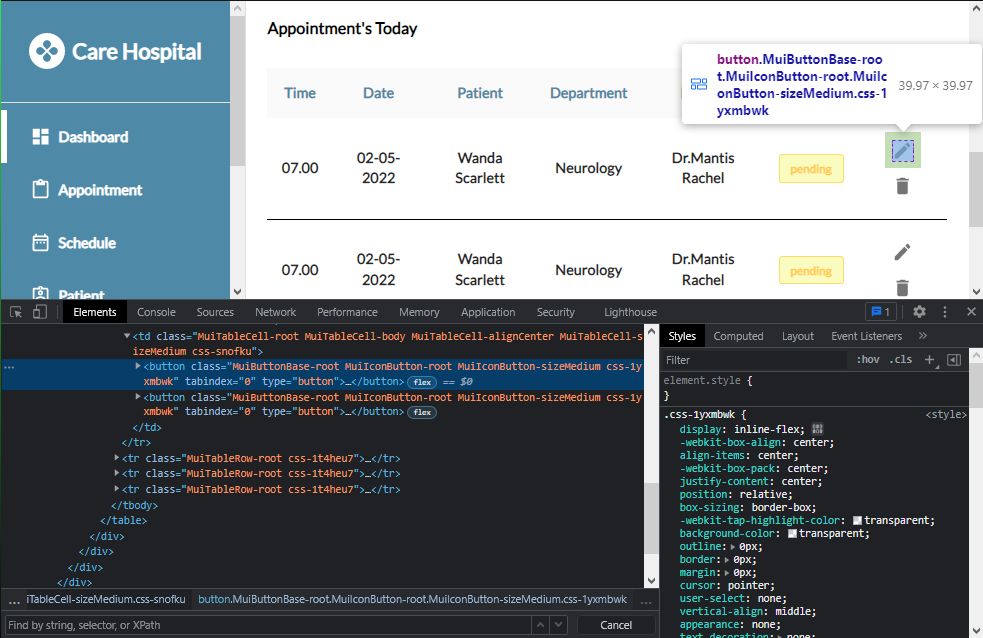 Care Hospital
Dashboard
Appointment
Schedule
Patient
Appointment's Today
Time Date Patient Department
button.MuiButtonBase-roo
t.MuiIconButton-root.MuiIc
onButton-sizeMedium.css-1
yxmbwk
39.97 × 39.97
07.00 02-05-2022 Wanda Scarlett Neurology Dr.Mantis Rachel pending
07.00 02-05-2022 Wanda Scarlett Neurology Dr.Mantis Rachel pending
Elements Console Sources Network Performance Memory Application Security Lighthouse 1
<td class="MuiTableCell-root MuiTableCell-body MuiTableCell-alignCenter MuiTableCell-s
izeMedium css-snofku">
… <button class="MuiButtonBase-root MuiIconButton-root MuiIconButton-sizeMedium css-1y
xmbwk" tabindex="0" type="button">…</button> flex == $0
<button class="MuiButtonBase-root MuiIconButton-root MuiIconButton-sizeMedium css-1y
xmbwk" tabindex="0" type="button">…</button> flex
</td>
</tr>
<tr class="MuiTableRow-root css-1t4heu7">…</tr>
<tr class="MuiTableRow-root css-1t4heu7">…</tr>
<tr class="MuiTableRow-root css-1t4heu7">…</tr>
</tbody>
</table>
</div>
</div>
</div>
</div>
… iTableCell-sizeMedium.css-snofku button.MuiButtonBase-root.MuiIconButton-root.MuiIconButton-sizeMedium.css-1yxmbwk …
Find by string, selector, or XPath Cancel
Styles Computed Layout Event Listeners »
Filter :hov .cls +
element.style {
}
.css-1yxmbwk { <style>
display: inline-flex;
-webkit-box-align: center;
align-items: center;
-webkit-box-pack: center;
justify-content: center;
position: relative;
box-sizing: border-box;
-webkit-tap-highlight-color: transparent;
background-color: transparent;
outline: 0px;
border: 0px;
margin: 0px;
cursor: pointer;
user-select: none;
vertical-align: middle;
appearance: none;
text-decoration: none;